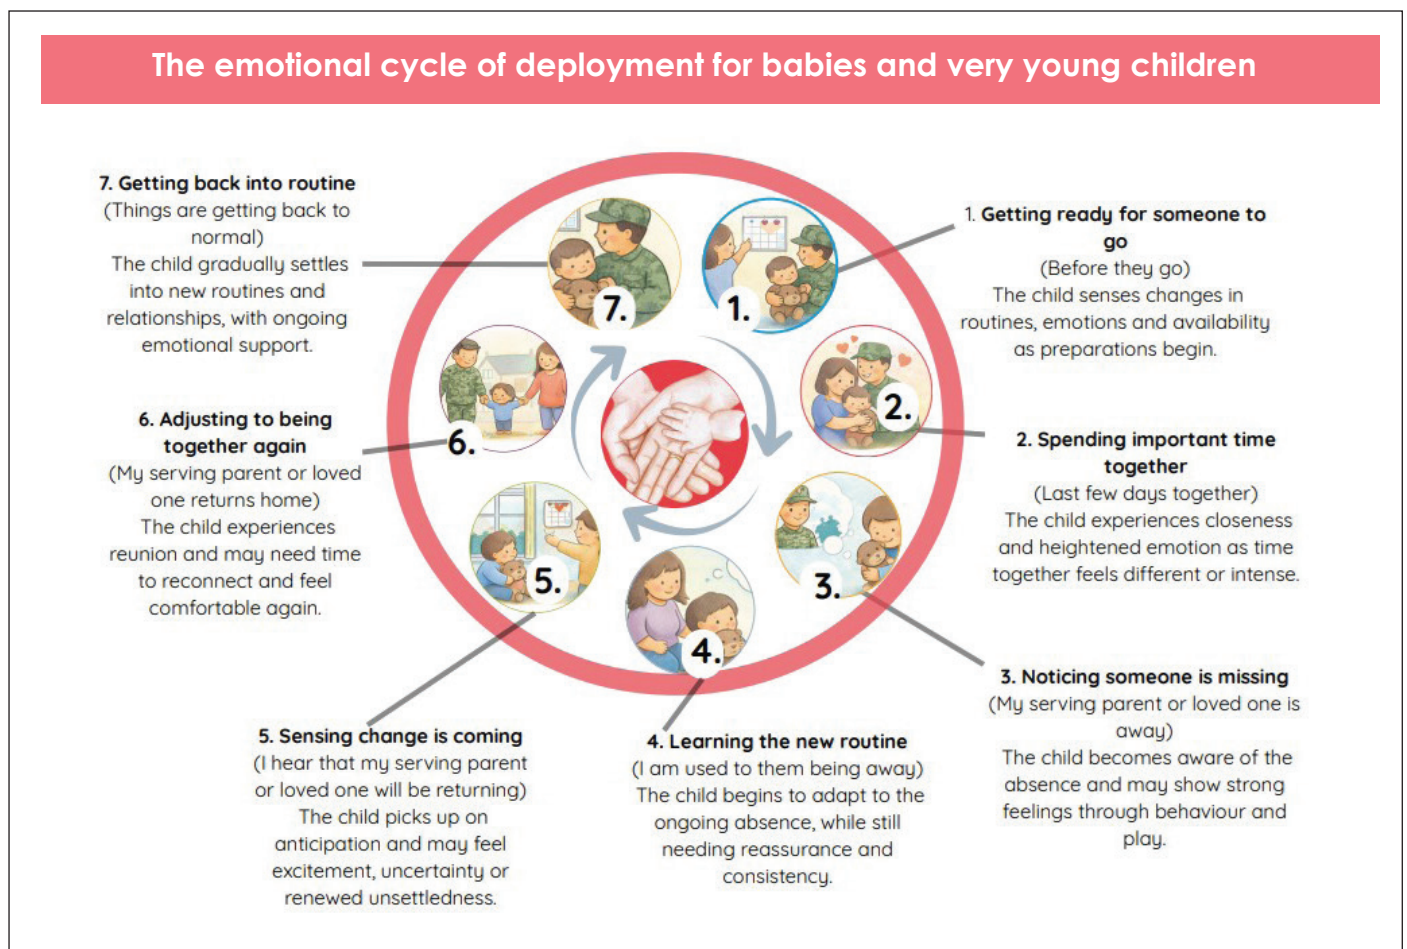 The emotional cycle of deployment for babies and very young children
1. Getting ready for someone to
go
(Before they go)
The child senses changes in
routines, emotions and availability
as preparations begin.
2. Spending important time
together
(Last few days together)
The child experiences closeness
and heightened emotion as time
together feels different or intense.
3. Noticing someone is missing
(My serving parent or loved one is
away)
The child becomes aware of the
absence and may show strong
feelings through behaviour and
play.
4. Learning the new routine
(I am used to them being away)
The child begins to adapt to the
ongoing absence, while still
needing reassurance and
consistency.
5. Sensing change is coming
(I hear that my serving parent
or loved one will be returning)
The child picks up on
anticipation and may feel
excitement, uncertainty or
renewed unsettledness.
6. Adjusting to being
together again
(My serving parent or loved
one returns home)
The child experiences
reunion and may need time
to reconnect and feel
comfortable again.
7. Getting back into routine
(Things are getting back to
normal)
The child gradually settles
into new routines and
relationships, with ongoing
emotional support.
1.
2.
3.
4.
5.
6.
7.